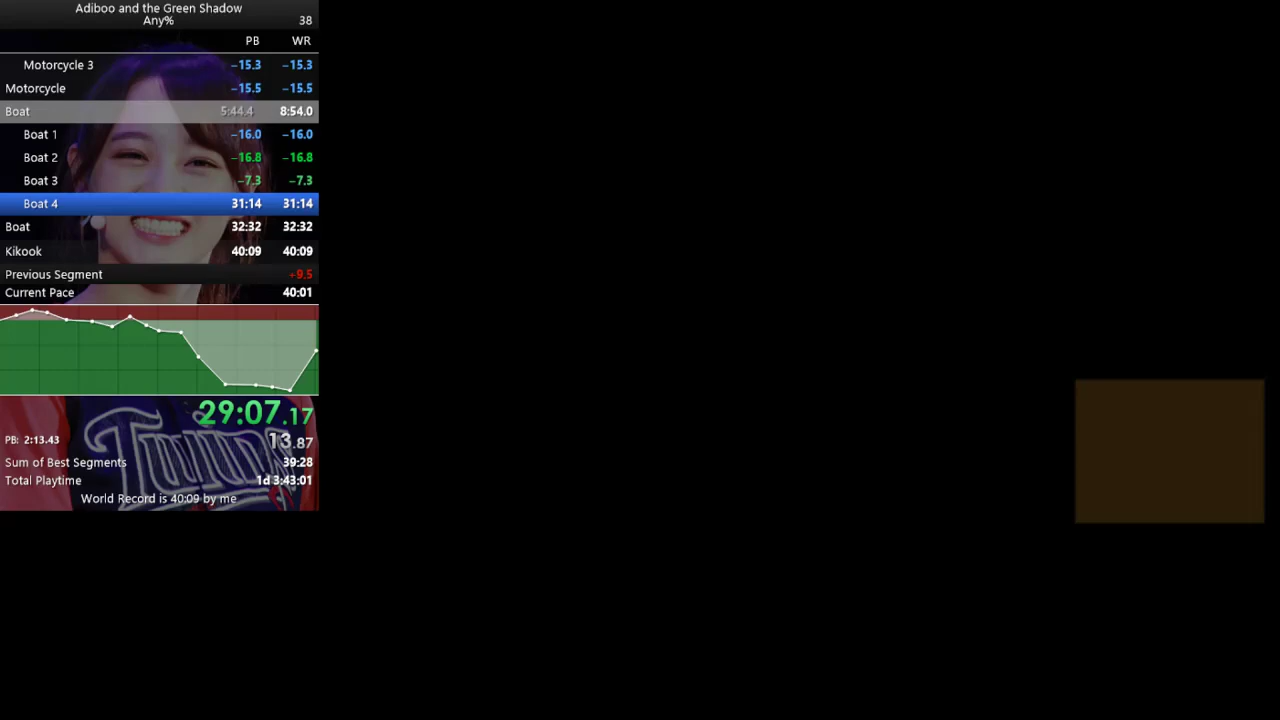 Adiboo and the Green Shadow
Any% 38
PB WR
Motorcycle 3 −15.3 −15.3
Motorcycle −15.5 −15.5
Boat 5:44.4 8:54.0
Boat 1 −16.0 −16.0
Boat 2 −16.8 −16.8
Boat 3 −7.3 −7.3
Boat 4 31:14 31:14
Boat 32:32 32:32
Kikook 40:09 40:09
Previous Segment +9.5
Current Pace 40:01
29:07.17
PB: 2:13.43 13.87
Sum of Best Segments 39:28
Total Playtime 1d 3:43:01
World Record is 40:09 by me